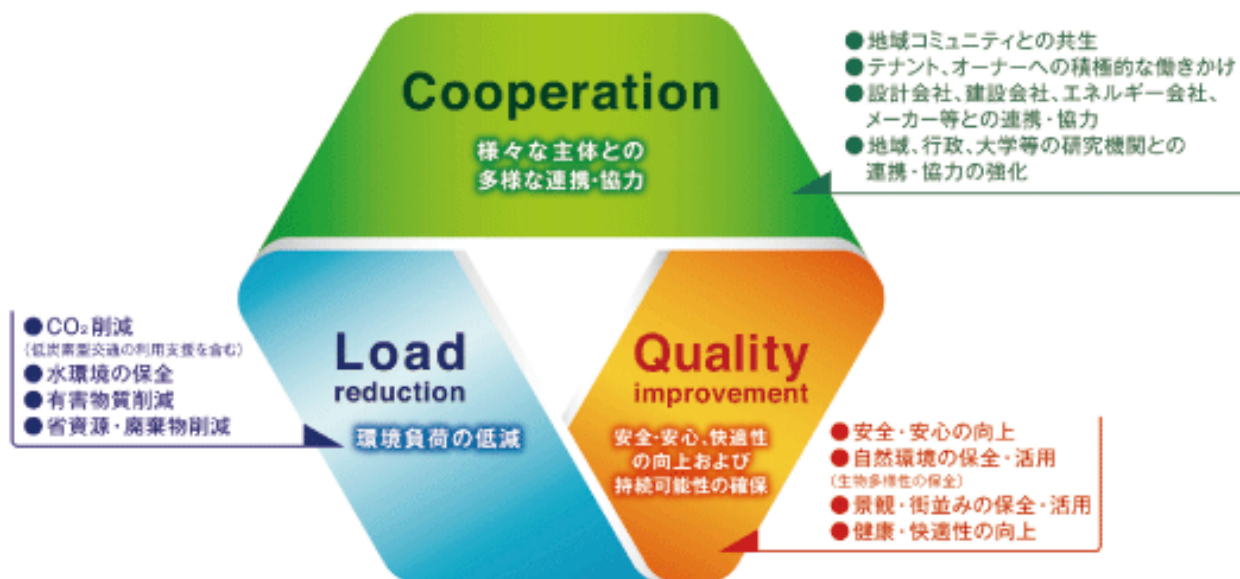 Cooperation
様々な主体との
多様な連携・協力
●地域コミュニティとの共生
●テナント、オーナーへの積極的な働きかけ
●設計会社、建設会社、エネルギー会社、
メーカー等との連携・協力
●地域、行政、大学等の研究機関との
連携・協力の強化
Load
reduction
環境負荷の低減
●CO₂削減
(低炭素型交通の利用支援を含む)
●水環境の保全
●有害物質削減
●省資源・廃棄物削減
Quality
improvement
安全・安心、快適性
の向上および
持続可能性の確保
●安全・安心の向上
●自然環境の保全・活用
(生物多様性の保全)
●景観・街並みの保全・活用
●健康・快適性の向上